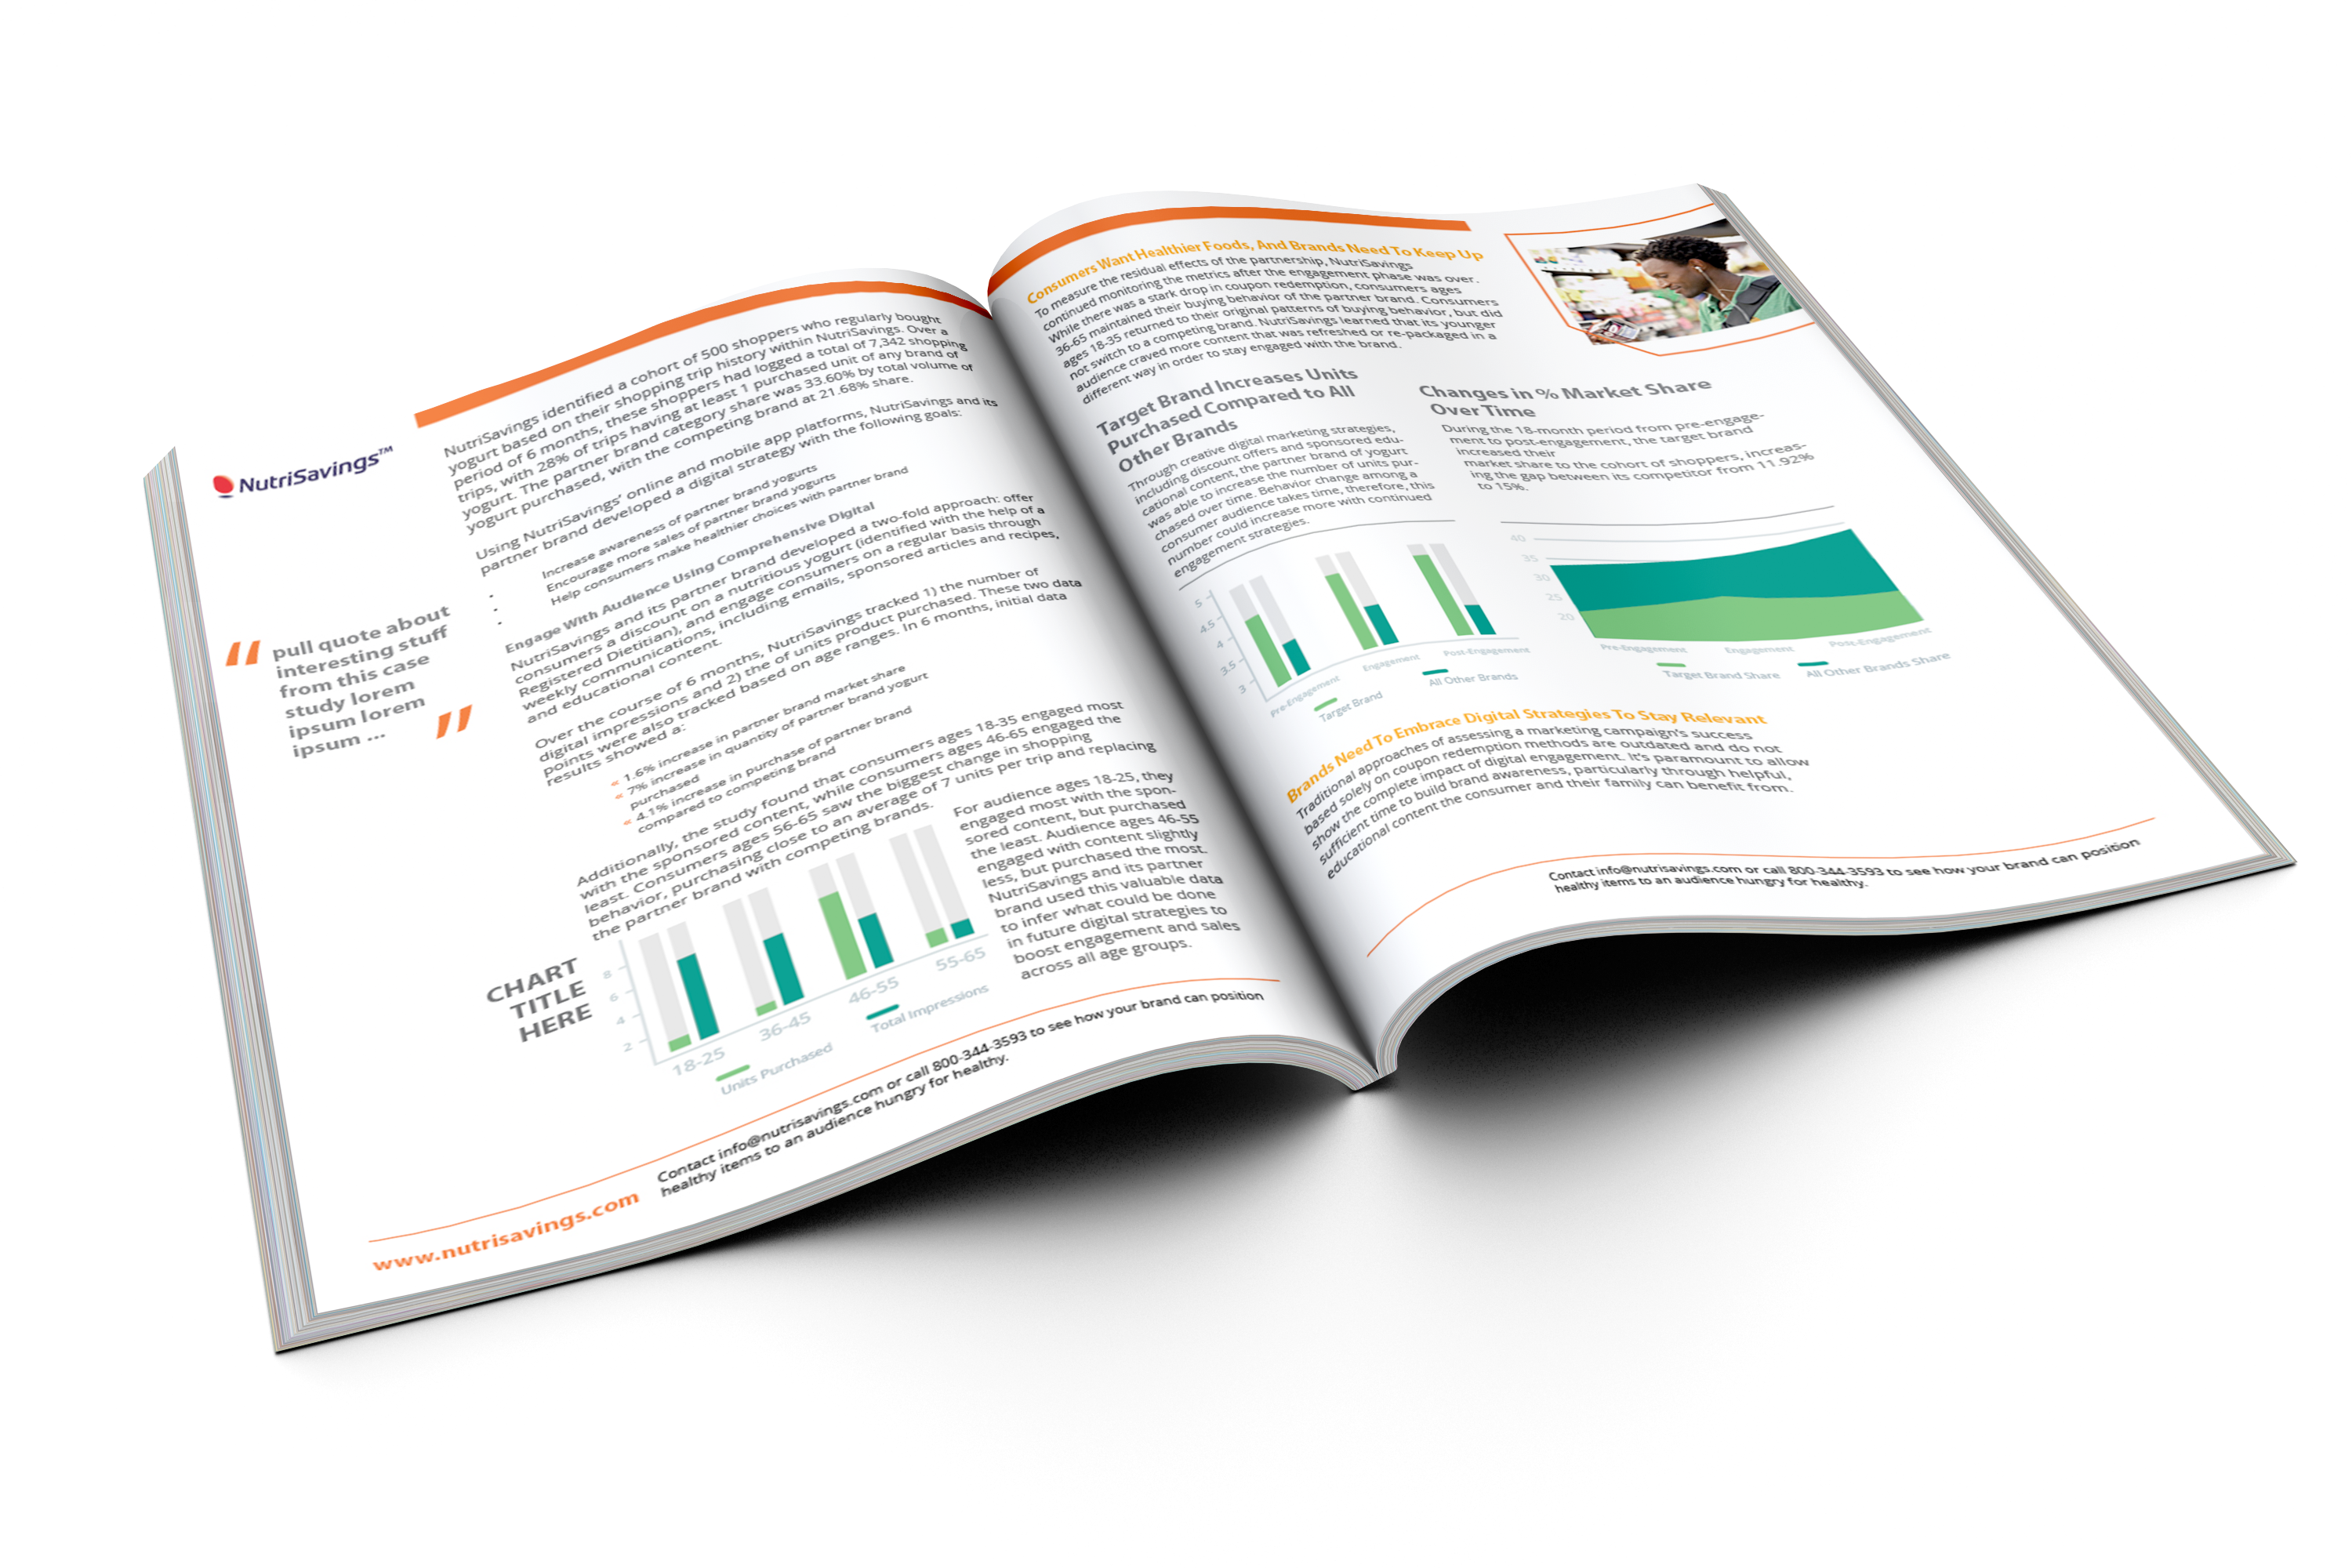 NutriSavings™
NutriSavings identified a cohort of 500 shoppers who regularly bought
yogurt based on their shopping trip history within NutriSavings. Over a
period of 6 months, these shoppers had logged a total of 7,342 shopping
trips, with 28% of trips having at least 1 purchased unit of any brand of
yogurt. The partner brand category share was 33.60% by total volume of
yogurt purchased, with the competing brand at 21.68% share.
Using NutriSavings' online and mobile app platforms, NutriSavings and its
partner brand developed a digital strategy with the following goals:
Increase awareness of partner brand yogurts
Encourage more sales of partner brand yogurts
Help consumers make healthier choices with partner brand
Engage With Audience Using Comprehensive Digital
NutriSavings and its partner brand developed a two-fold approach: offer
consumers a discount on a nutritious yogurt (identified with the help of a
Registered Dietitian), and engage consumers on a regular basis through
weekly communications, including emails, sponsored articles and recipes,
and educational content.
Over the course of 6 months, NutriSavings tracked 1) the number of
digital impressions and 2) the of units product purchased. These two data
points were also tracked based on age ranges. In 6 months, initial data
results showed a:
« 1.6% increase in partner brand market share
« 7% increase in quantity of partner brand yogurt
purchased
« 4.1% increase in purchase of partner brand
compared to competing brand
“ pull quote about
interesting stuff
from this case
study lorem
ipsum lorem
ipsum ... ”
Additionally, the study found that consumers ages 18-35 engaged most
with the sponsored content, while consumers ages 46-65 engaged the
least. Consumers ages 56-65 saw the biggest change in shopping
behavior, purchasing close to an average of 7 units per trip and replacing
the partner brand with competing brands.
CHART
TITLE
HERE
8
6
4
2
18-25
36-45
46-55
55-65
Units Purchased
Total Impressions
For audience ages 18-25, they
engaged most with the spon-
sored content, but purchased
the least. Audience ages 46-55
engaged with content slightly
less, but purchased the most.
NutriSavings and its partner
brand used this valuable data
to infer what could be done
in future digital strategies to
boost engagement and sales
across all age groups.
www.nutrisavings.com
Contact info@nutrisavings.com or call 800-344-3593 to see how your brand can position
healthy items to an audience hungry for healthy.
Consumers Want Healthier Foods, And Brands Need To Keep Up
To measure the residual effects of the partnership, NutriSavings
continued monitoring the metrics after the engagement phase was over.
While there was a stark drop in coupon redemption, consumers ages
36-65 maintained their buying behavior of the partner brand. Consumers
ages 18-35 returned to their original patterns of buying behavior, but did
not switch to a competing brand. NutriSavings learned that its younger
audience craved more content that was refreshed or re-packaged in a
different way in order to stay engaged with the brand.
Target Brand Increases Units
Purchased Compared to All
Other Brands
Through creative digital marketing strategies,
including discount offers and sponsored edu-
cational content, the partner brand of yogurt
was able to increase the number of units pur-
chased over time. Behavior change among a
consumer audience takes time, therefore, this
number could increase more with continued
engagement strategies.
5
4.5
4
3.5
3
Pre-Engagement
Engagement
Post-Engagement
Target Brand
All Other Brands
Changes in % Market Share
Over Time
During the 18-month period from pre-engage-
ment to post-engagement, the target brand
increased their
market share to the cohort of shoppers, increas-
ing the gap between its competitor from 11.92%
to 15%.
40
35
30
25
20
Pre-Engagement
Engagement
Post-Engagement
Target Brand Share
All Other Brands Share
Brands Need To Embrace Digital Strategies To Stay Relevant
Traditional approaches of assessing a marketing campaign's success
based solely on coupon redemption methods are outdated and do not
show the complete impact of digital engagement. It's paramount to allow
sufficient time to build brand awareness, particularly through helpful,
educational content the consumer and their family can benefit from.
Contact info@nutrisavings.com or call 800-344-3593 to see how your brand can position
healthy items to an audience hungry for healthy.